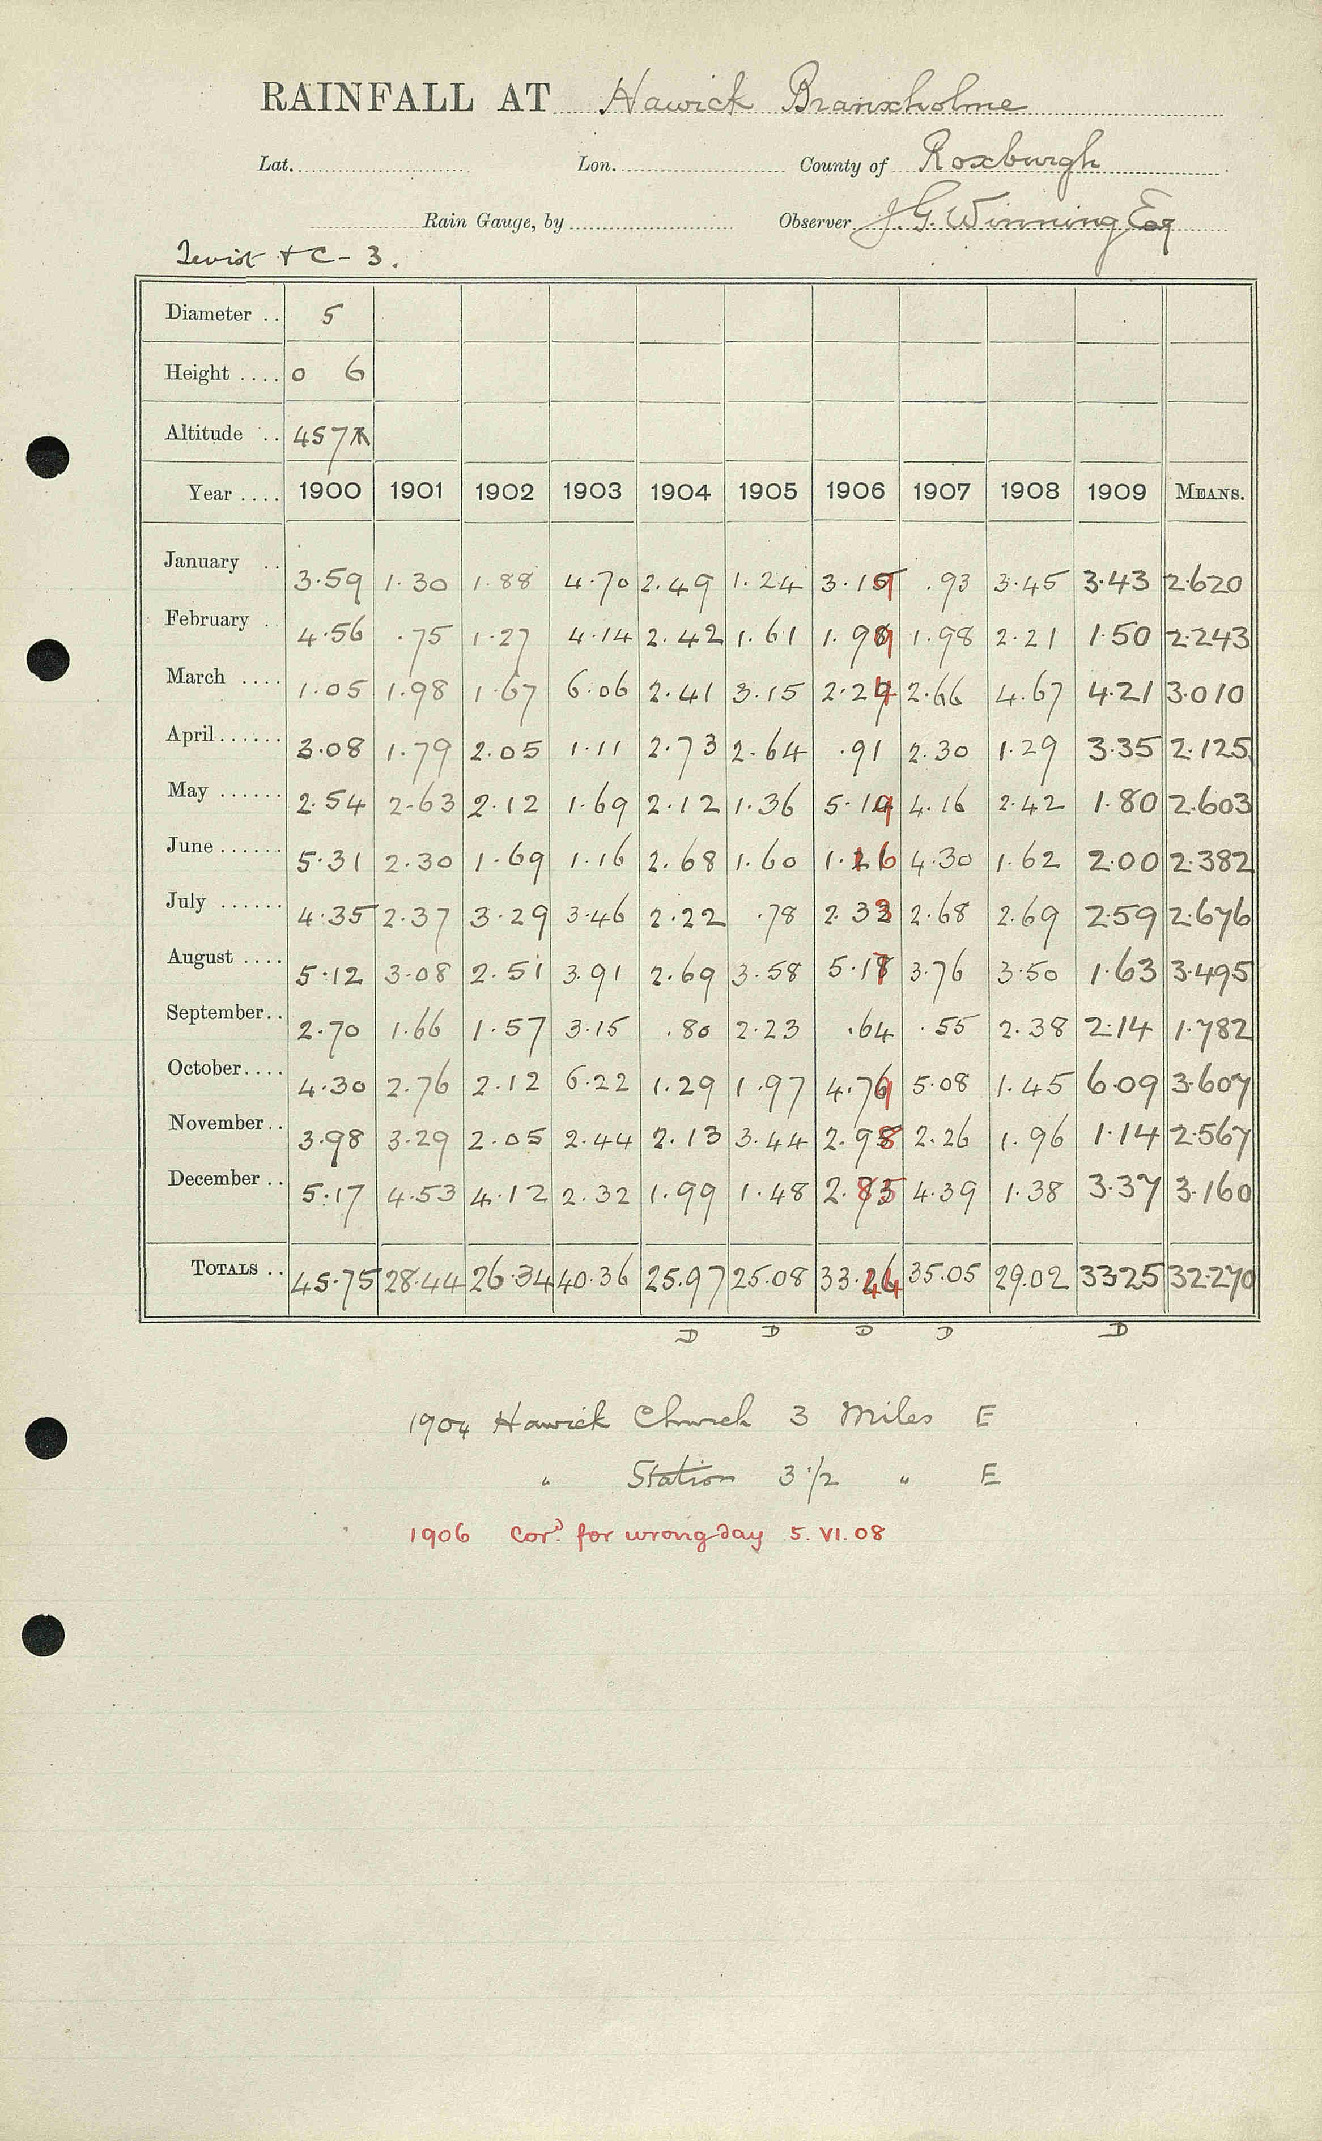 RAINFALL AT Hawick Branxholme
Lat. Lon. County of Roxburgh
Rain Gauge, by Observer J.G. Winning Esq
+ C - 3.
Diameter .. 5
Height .... 0 6
Altitude .. 457
Year .... 1900 1901 1902 1903 1904 1905 1906 1907 1908 1909 MEANS.
January .. 3.59 1.30 1.88 4.70 2.49 1.24 3.19 .93 3.45 3.43 2.620
February .. 4.56 .75 1.27 4.14 2.42 1.61 1.99 1.98 2.21 1.50 2.243
March .... 1.05 1.98 1.67 6.06 2.41 3.15 2.24 2.66 4.67 4.21 3.010
April...... 3.08 1.79 2.05 1.11 2.73 2.64 .91 2.30 1.29 3.35 2.125
May ...... 2.54 2.63 2.12 1.69 2.12 1.36 5.19 4.16 2.42 1.80 2.603
June ...... 5.31 2.30 1.69 1.16 2.68 1.60 1.16 4.30 1.62 2.00 2.382
July ...... 4.35 2.37 3.29 3.46 2.22 .78 2.33 2.68 2.69 2.59 2.676
August .... 5.12 3.08 2.51 3.91 2.69 3.58 5.17 3.76 3.50 1.63 3.495
September.. 2.70 1.66 1.57 3.15 .80 2.23 .64 .55 2.38 2.14 1.782
October.... 4.30 2.76 2.12 6.22 1.29 1.97 4.79 5.08 1.45 6.09 3.607
November.. 3.98 3.29 2.05 2.44 2.13 3.44 2.98 2.26 1.96 1.14 2.567
December .. 5.17 4.53 4.12 2.32 1.99 1.48 2.85 4.39 1.38 3.37 3.160
TOTALS .. 45.75 28.44 26.34 40.36 25.97 25.08 33.44 35.05 29.02 33.25 32.270
D D D D D
1904 Hawick Church 3 Miles E
" Station 3 1/2 " E
1906 Cord. for wrong day 5. VI. 08